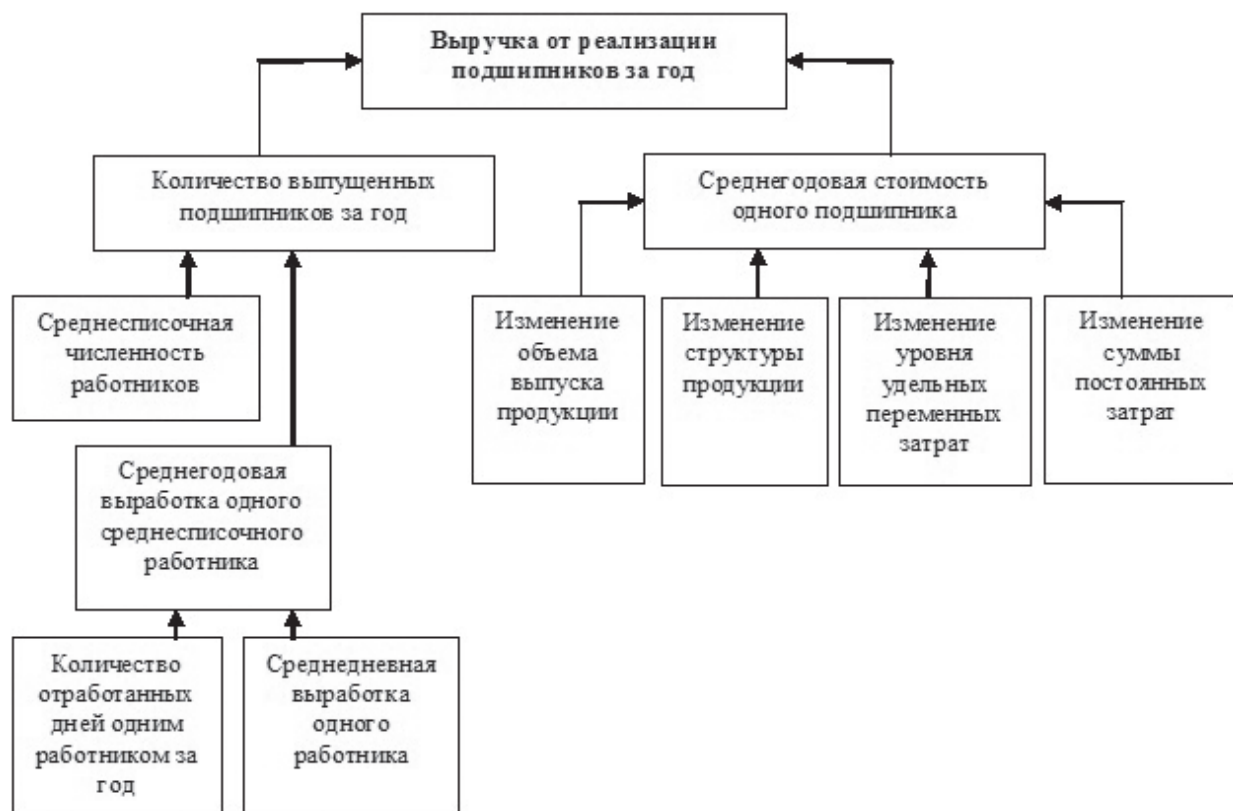 Выручка от реализации
подшипников за год
Количество выпущенных
подшипников за год
Среднегодовая стоимость
одного подшипника
Среднесписочная
численность
работников
Изменение
объема
выпуска
продукции
Изменение
структуры
продукции
Изменение
уровня
удельных
переменных
затрат
Изменение
суммы
постоянных
затрат
Среднегодовая
выработка одного
среднесписочного
работника
Количество
отработанных
дней одним
работником за
год
Среднедневная
выработка
одного
работника